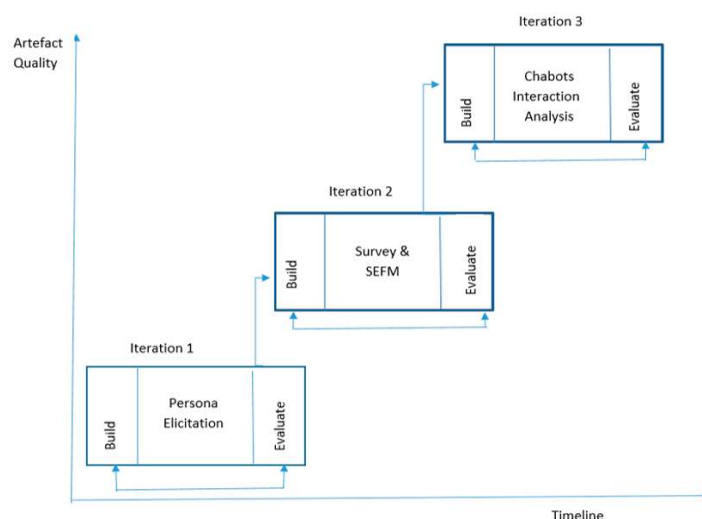 Iteration 3
Artefact
Quality
Build
Chabots
Interaction
Analysis
Evaluate
Iteration 2
Build
Survey &
SEFM
Evaluate
Iteration 1
Build
Persona
Elicitation
Evaluate
Timeline